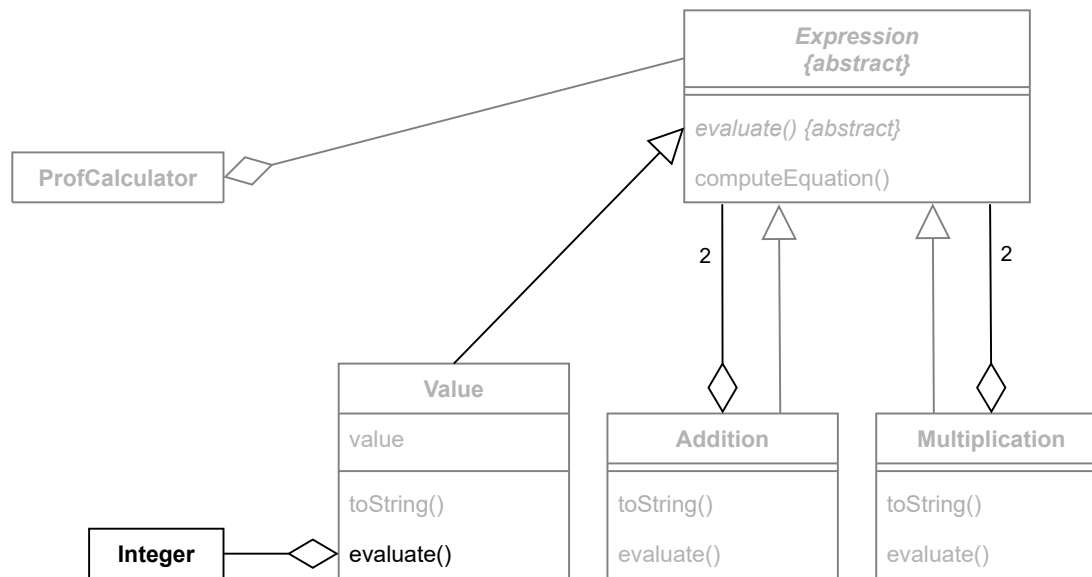 Expression
{abstract}
evaluate() {abstract}
computeEquation()
ProfCalculator
2
2
Value
value
toString()
evaluate()
Integer
Addition
toString()
evaluate()
Multiplication
toString()
evaluate()